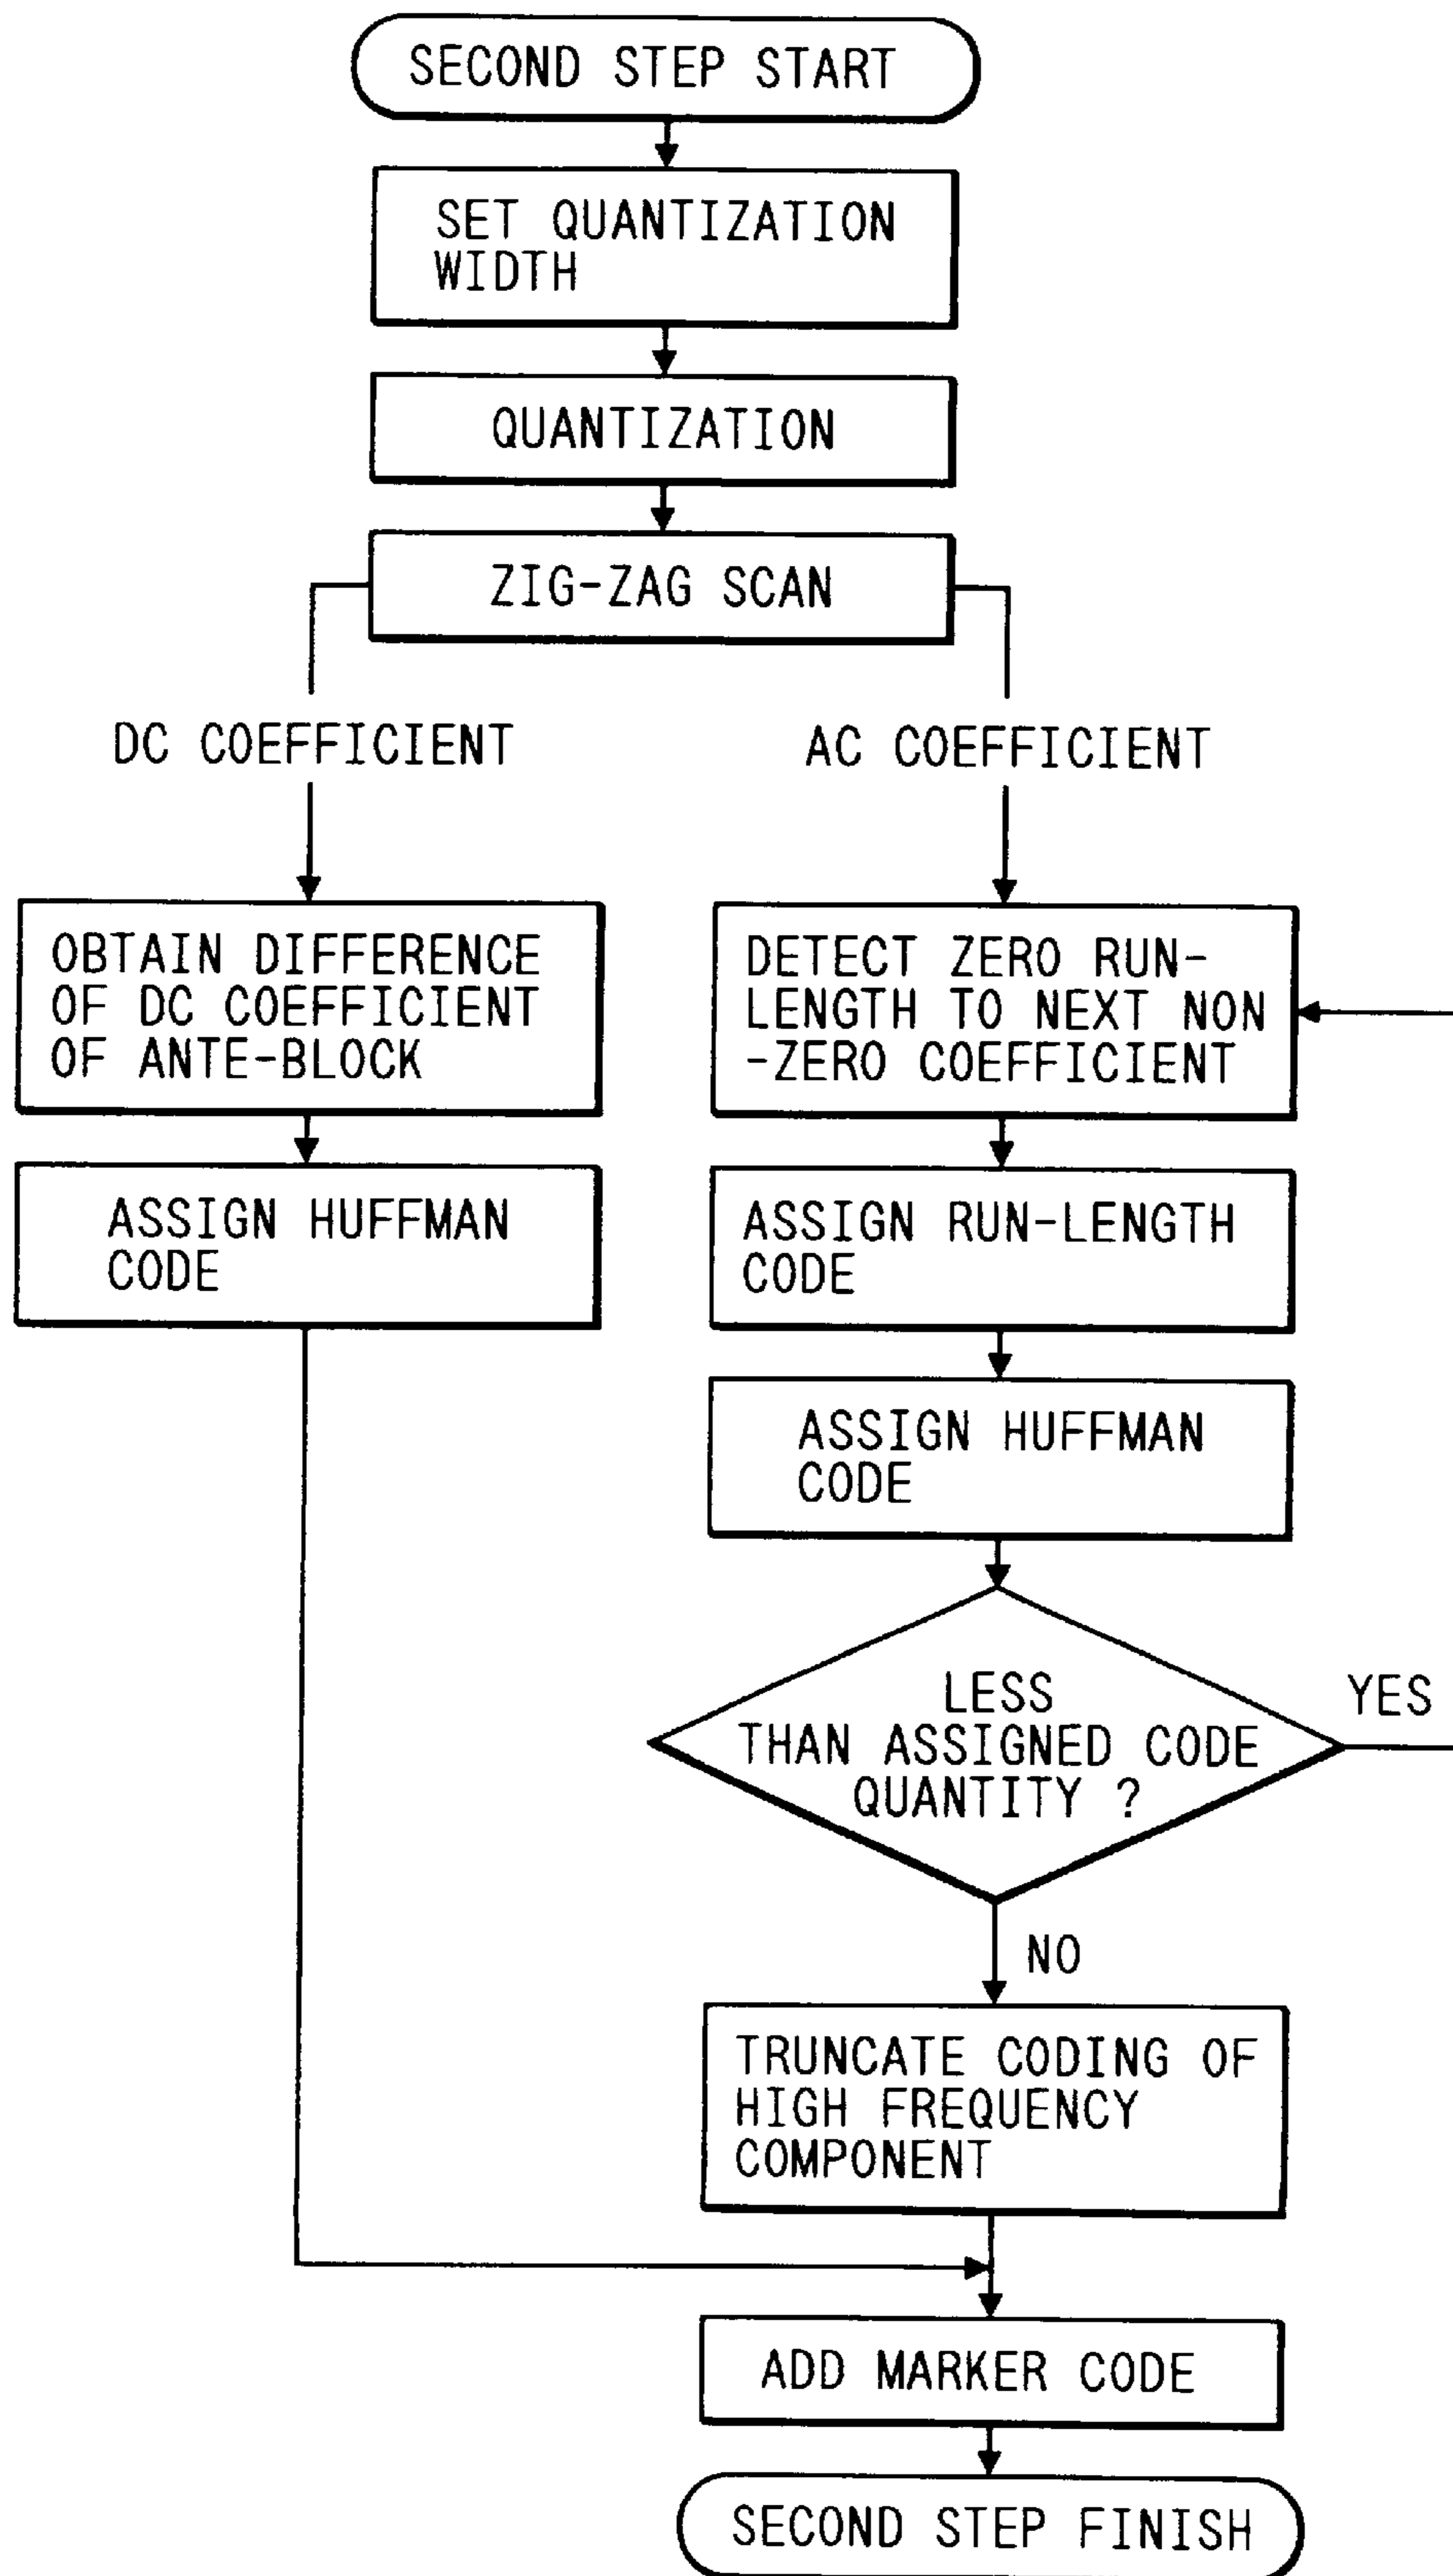 SECOND STEP START
SET QUANTIZATION
WIDTH
QUANTIZATION
ZIG-ZAG SCAN
DC COEFFICIENT
AC COEFFICIENT
OBTAIN DIFFERENCE
OF DC COEFFICIENT
OF ANTE-BLOCK
ASSIGN HUFFMAN
CODE
DETECT ZERO RUN-
LENGTH TO NEXT NON
-ZERO COEFFICIENT
ASSIGN RUN-LENGTH
CODE
ASSIGN HUFFMAN
CODE
LESS
THAN ASSIGNED CODE
QUANTITY ?
YES
NO
TRUNCATE CODING OF
HIGH FREQUENCY
COMPONENT
ADD MARKER CODE
SECOND STEP FINISH